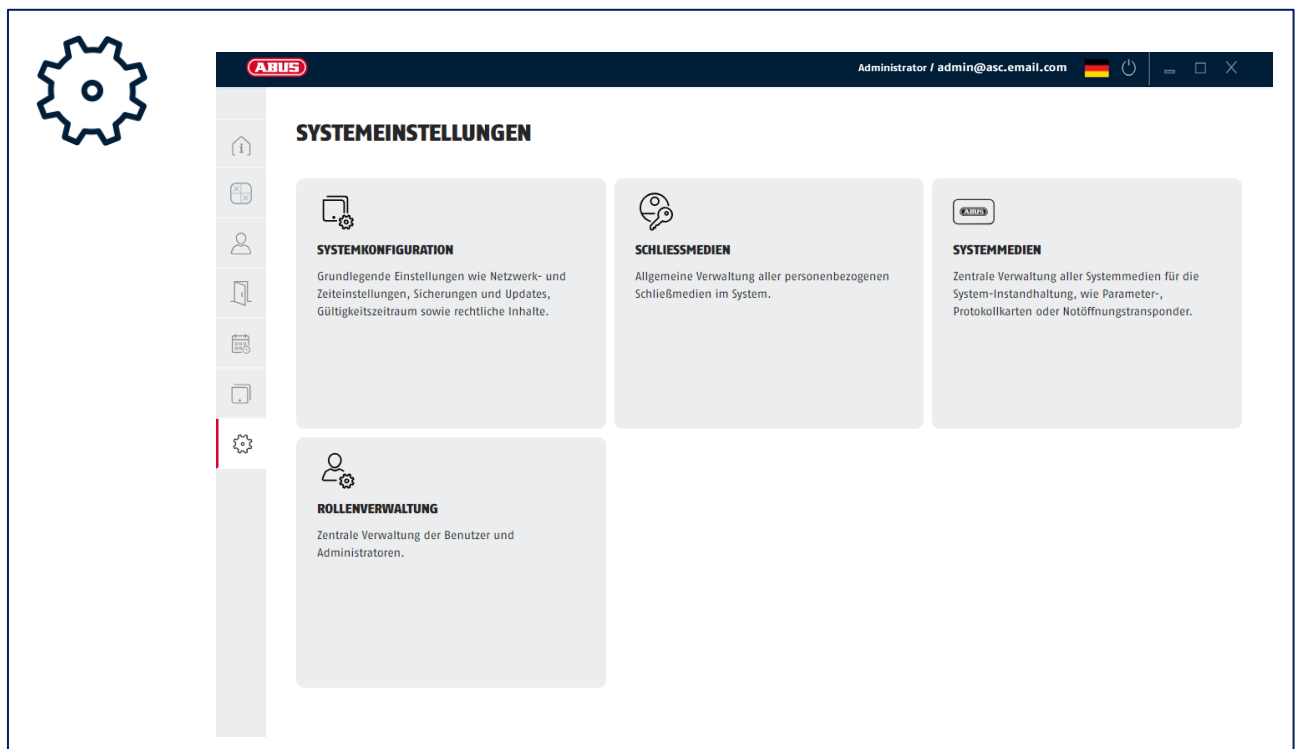 ABUS
Administrator / admin@asc.email.com
SYSTEMEINSTELLUNGEN
SYSTEMKONFIGURATION
Grundlegende Einstellungen wie Netzwerk- und
Zeiteinstellungen, Sicherungen und Updates,
Gültigkeitszeitraum sowie rechtliche Inhalte.
SCHLIESSMEDIEN
Allgemeine Verwaltung aller personenbezogenen
Schließmedien im System.
ABUS
SYSTEMMEDIEN
Zentrale Verwaltung aller Systemmedien für die
System-Instandhaltung, wie Parameter-,
Protokollkarten oder Notöffnungstransponder.
ROLLENVERWALTUNG
Zentrale Verwaltung der Benutzer und
Administratoren.